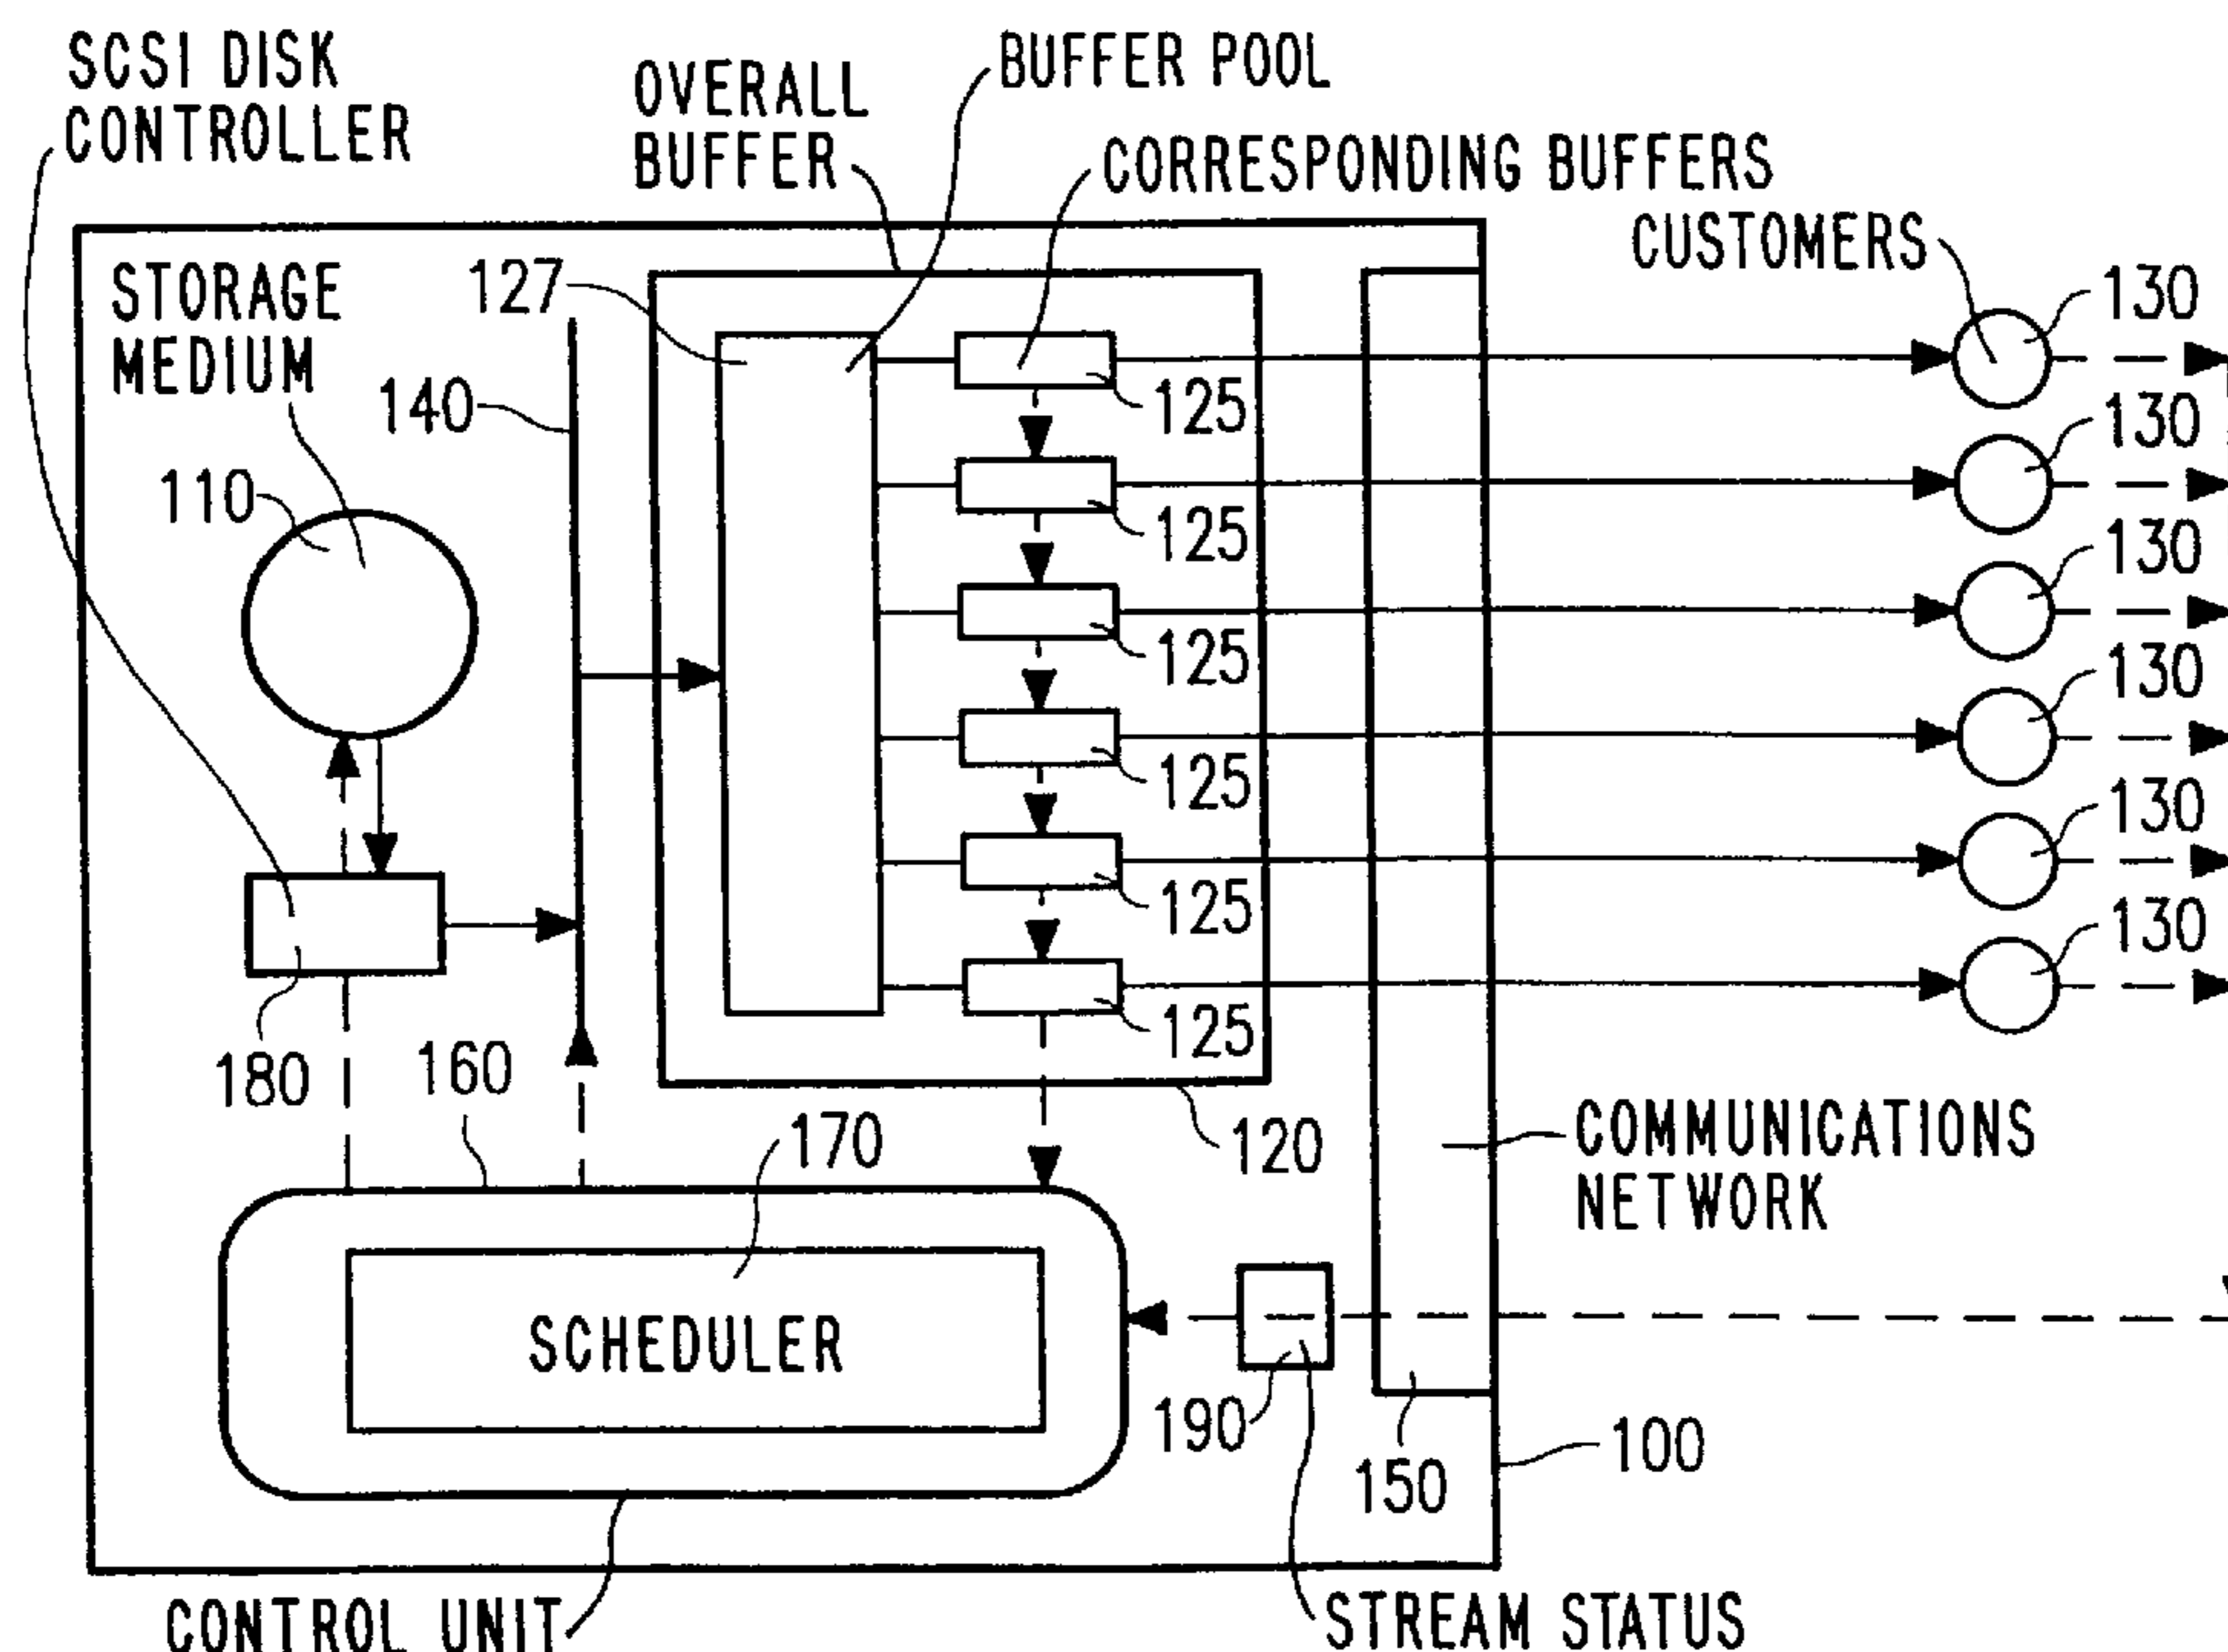 SCSI DISK
CONTROLLER
OVERALL
BUFFER
BUFFER POOL
CORRESPONDING BUFFERS
CUSTOMERS
STORAGE
MEDIUM
127
140
110
125
125
125
125
125
125
130
130
130
130
130
130
180
160
170
120
COMMUNICATIONS
NETWORK
SCHEDULER
190
150
100
CONTROL UNIT
STREAM STATUS